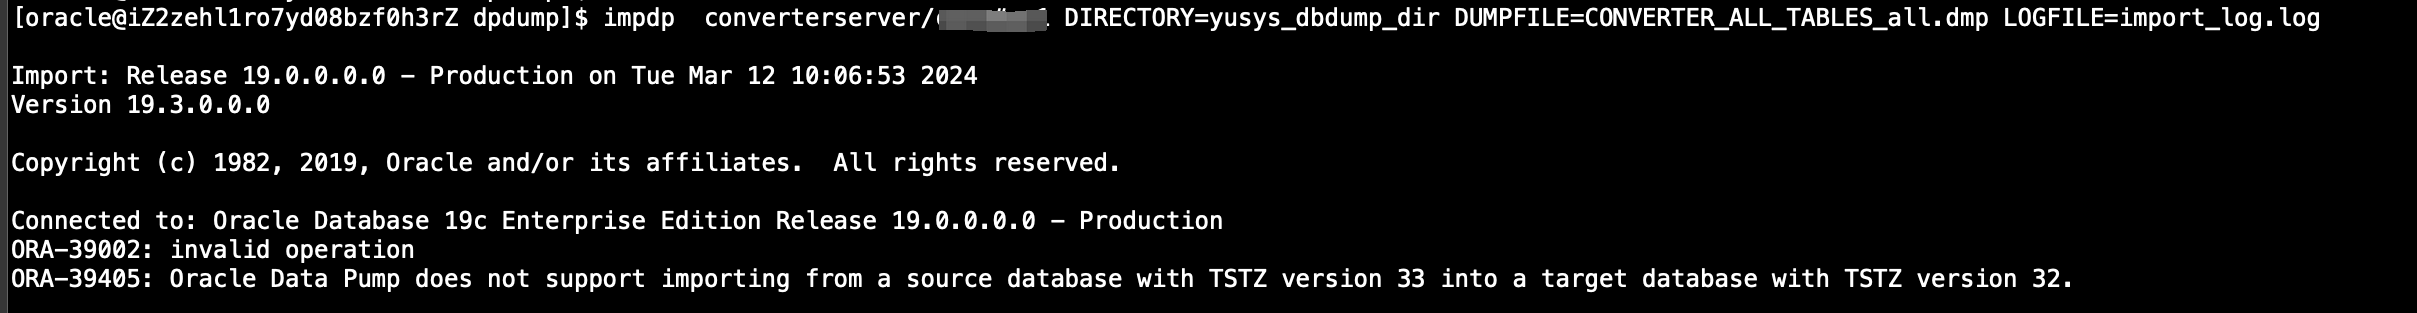 [oracle@iZ2zehl1ro7yd08bzf0h3rZ dpdump]$ impdp  converterserver/ DIRECTORY=yusys_dbdump_dir DUMPFILE=CONVERTER_ALL_TABLES_all.dmp LOGFILE=import_log.log
Import: Release 19.0.0.0.0 - Production on Tue Mar 12 10:06:53 2024
Version 19.3.0.0.0
Copyright (c) 1982, 2019, Oracle and/or its affiliates.  All rights reserved.
Connected to: Oracle Database 19c Enterprise Edition Release 19.0.0.0.0 - Production
ORA-39002: invalid operation
ORA-39405: Oracle Data Pump does not support importing from a source database with TSTZ version 33 into a target database with TSTZ version 32.